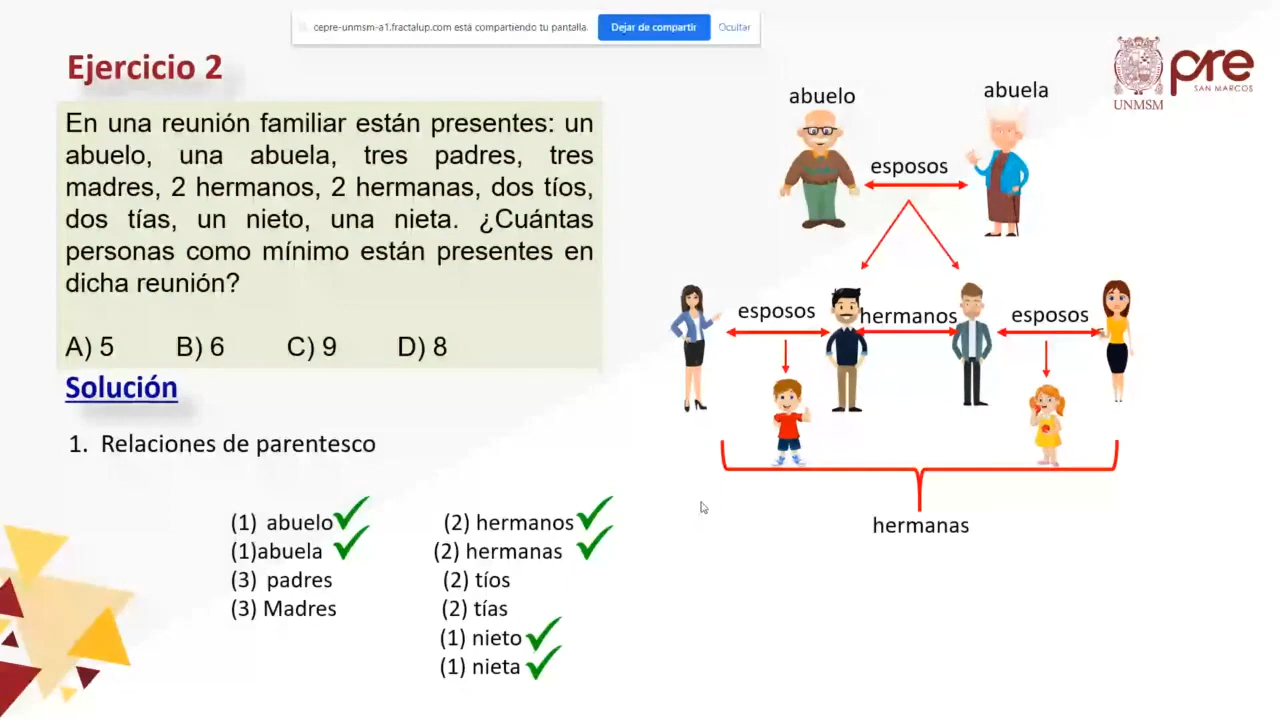 cepre-unmsm-a1.fractalup.com está compartiendo tu pantalla.
Dejar de compartir
Ocultar
Ejercicio 2
pre
SAN MARCOS
UNMSM
En una reunión familiar están presentes: un
abuelo, una abuela, tres padres, tres
madres, 2 hermanos, 2 hermanas, dos tíos,
dos tías, un nieto, una nieta. ¿Cuántas
personas como mínimo están presentes en
dicha reunión?
A) 5 B) 6 C) 9 D) 8
Solución
1. Relaciones de parentesco
(1) abuelo
(1)abuela
(3) padres
(3) Madres
(2) hermanos
(2) hermanas
(2) tíos
(2) tías
(1) nieto
(1) nieta
abuelo
abuela
esposos
esposos
hermanos
esposos
hermanas